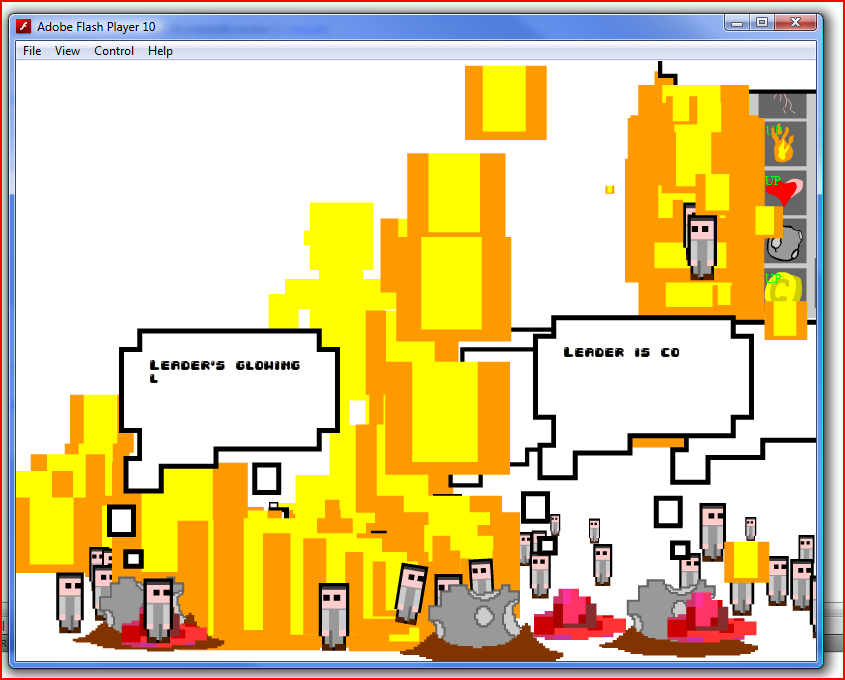 Adobe Flash Player 10
File View Control Help
UP
UP
UP
Leader's glowing
L
Leader is co